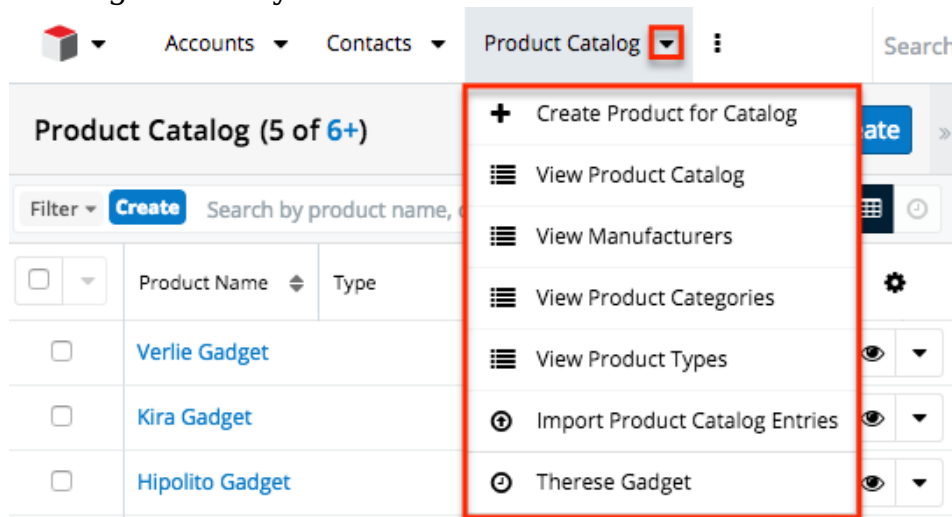 Accounts Contacts Product Catalog Search
Product Catalog (5 of 6+)
Create Product for Catalog
View Product Catalog
Filter Create Search by product name,
View Manufacturers
Product Name Type
View Product Categories
Verlie Gadget
View Product Types
Kira Gadget
Import Product Catalog Entries
Hipolito Gadget
Therese Gadget